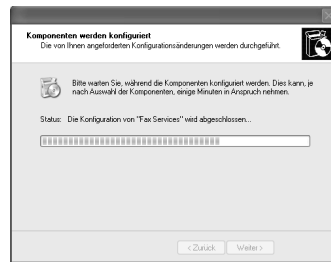 Komponenten werden konfiguriert
Die von Ihnen angeforderten Konfigurationsänderungen werden durchgeführt.
Bitte warten Sie, während die Komponenten konfiguriert werden. Dies kann, je
nach Auswahl der Komponenten, einige Minuten in Anspruch nehmen.
Status: Die Konfiguration von "Fax Services" wird abgeschlossen...
< Zurück Weiter >